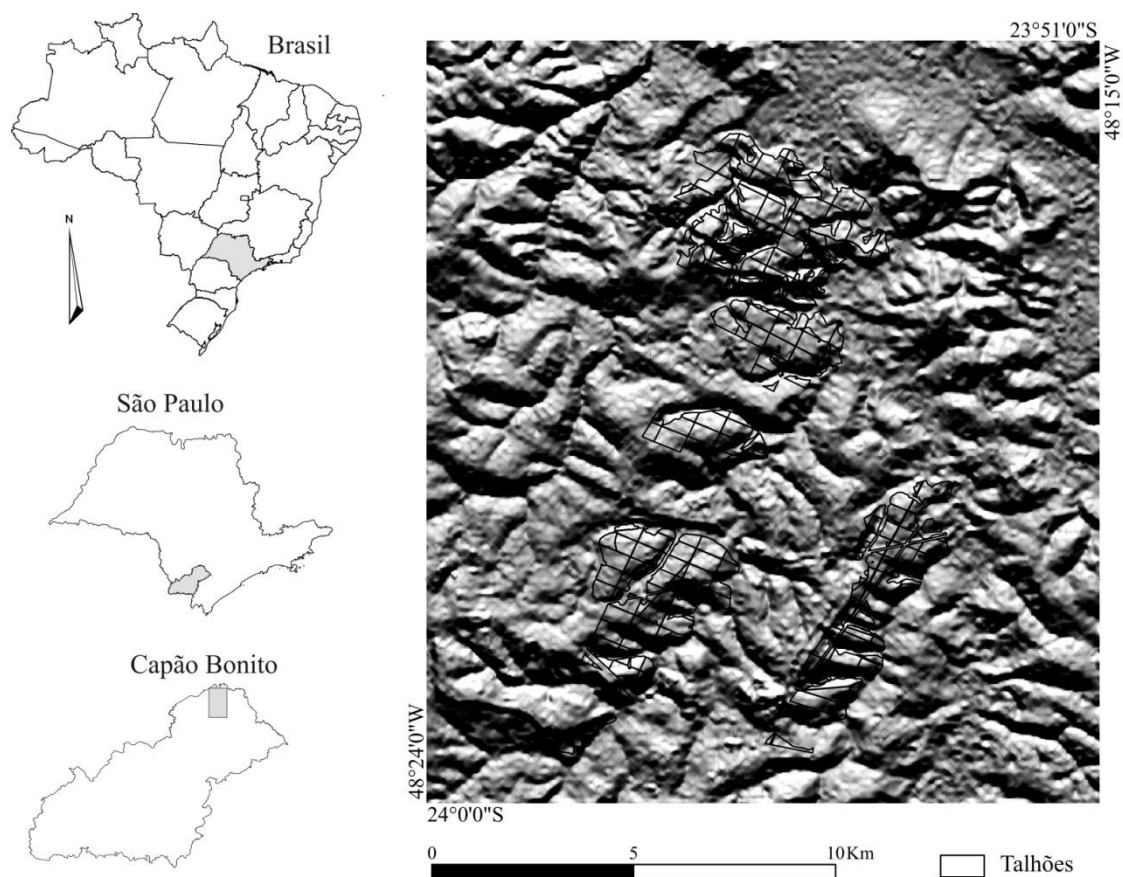 Brasil
N
São Paulo
Capão Bonito
23°51'0"S
48°15'0"W
48°24'0"W
24°0'0"S
0 5 10Km
Talhões